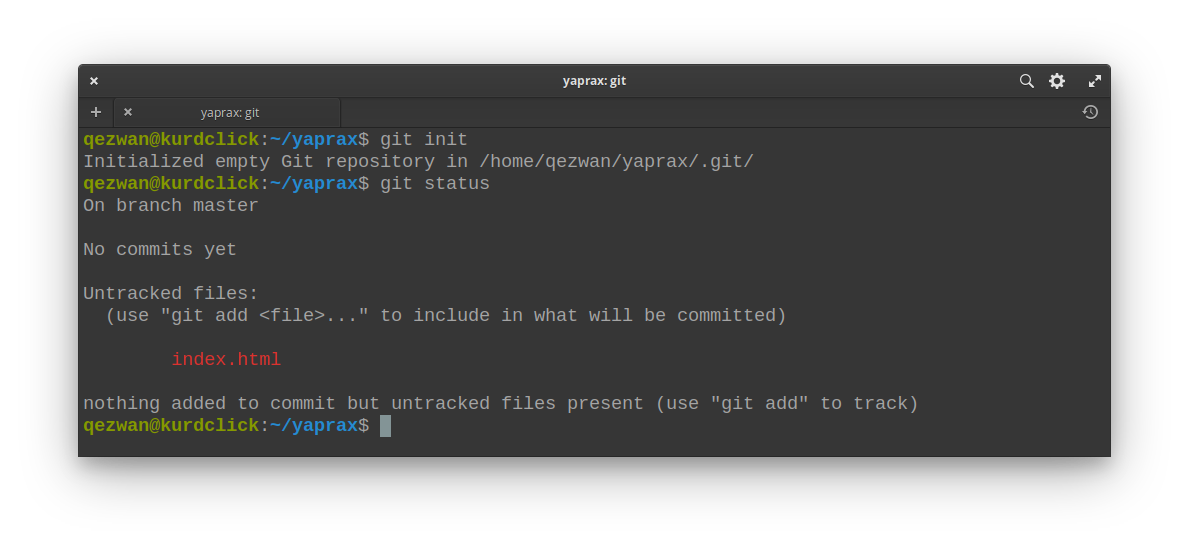 yaprax: git
yaprax: git
qezwan@kurdclick:~/yaprax$ git init
Initialized empty Git repository in /home/qezwan/yaprax/.git/
qezwan@kurdclick:~/yaprax$ git status
On branch master
No commits yet
Untracked files:
(use "git add <file>..." to include in what will be committed)
index.html
nothing added to commit but untracked files present (use "git add" to track)
qezwan@kurdclick:~/yaprax$